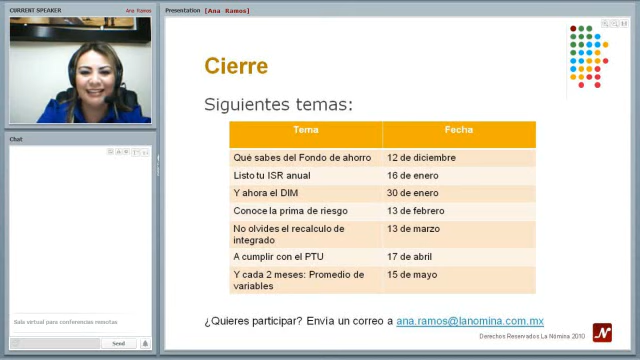 CURRENT SPEAKER
Ana Ramos
Presentation
[Ana Ramos]
Cierre
Siguientes temas:
Tema Fecha
Qué sabes del Fondo de ahorro 12 de diciembre
Listo tu ISR anual 16 de enero
Y ahora el DIM 30 de enero
Conoce la prima de riesgo 13 de febrero
No olvides el recalculo de 13 de marzo
integrado
A cumplir con el PTU 17 de abril
Y cada 2 meses: Promedio de 15 de mayo
variables
¿Quieres participar? Envía un correo a ana.ramos@lanomina.com.mx
Derechos Reservados La Nómina 2010
N
Chat
Sala virtual para conferencias remotas
Send